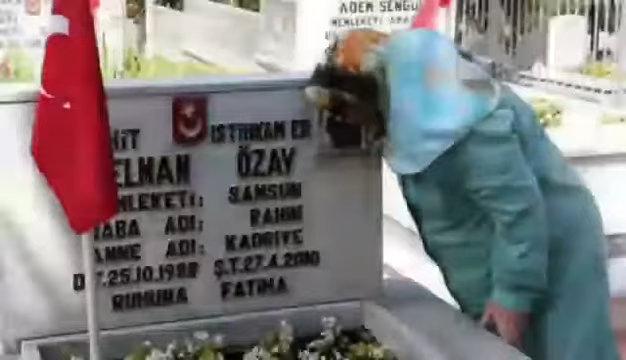 ADEM ŞENGÜ
MEMLEKETİ
HİT İSTİHKAM ER
ELMAN ÖZAY
MLEKETİ: SAMSUN
BABA ADI: RAHMİ
ANNE ADI: KADRİYE
D.T.25.10.1988 Ş.T.27.4.2010
RUHUNA FATİHA